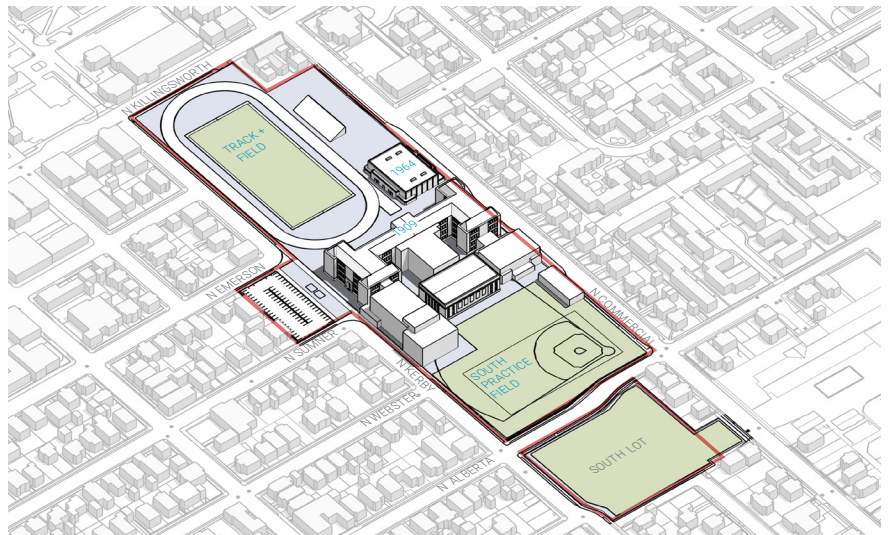 N KILLINGSWORTH
TRACK +
FIELD
1964
1909
N EMERSON
N SUMNER
N COMMERCIAL
N KERBY
SOUTH
PRACTICE
FIELD
N WEBSTER
N ALBERTA
SOUTH LOT